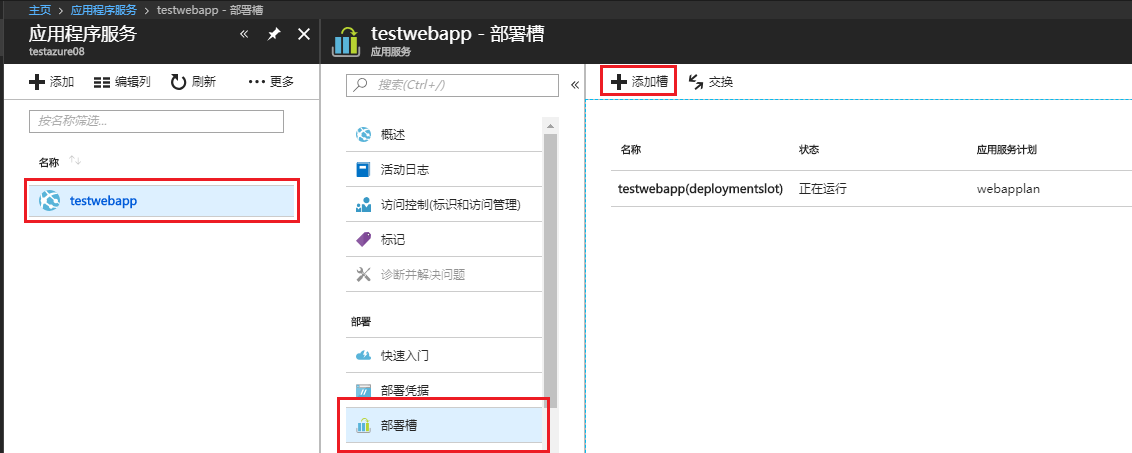 主页 > 应用程序服务 > testwebapp - 部署槽
应用程序服务
testazure08
添加 编辑列 刷新 更多
按名称筛选...
名称
testwebapp
testwebapp - 部署槽
应用服务
搜索(Ctrl+/)
概述
活动日志
访问控制(标识和访问管理)
标记
诊断并解决问题
部署
快速入门
部署凭据
部署槽
添加槽 交换
名称 状态 应用服务计划
testwebapp(deploymentslot) 正在运行 webapplan